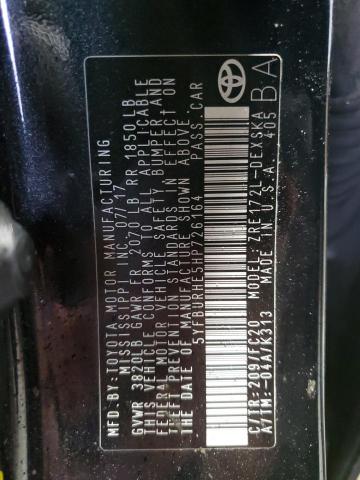 MFD.BY:TOYOTA MOTOR MANUFACTURING
MISSISSIPPI INC. 07/17
GVWR 3820LB GAWR FR 2070 LB RR 1850LB
THIS VEHICLE CONFORMS TO ALL APPLICABLE
FEDERAL MOTOR VEHICLE SAFETY, BUMPER, AND
THEFT PREVENTION STANDARDS IN EFFECT ON
THE DATE OF MANUFACTURE SHOWN ABOVE.
5YFBURHE5HP726164 PASS.CAR
C/TR:209/FC20 MODEL:ZRE172L-DEXSKA
A/TM:-04A/K313 MADE IN U.S.A. 405
BA